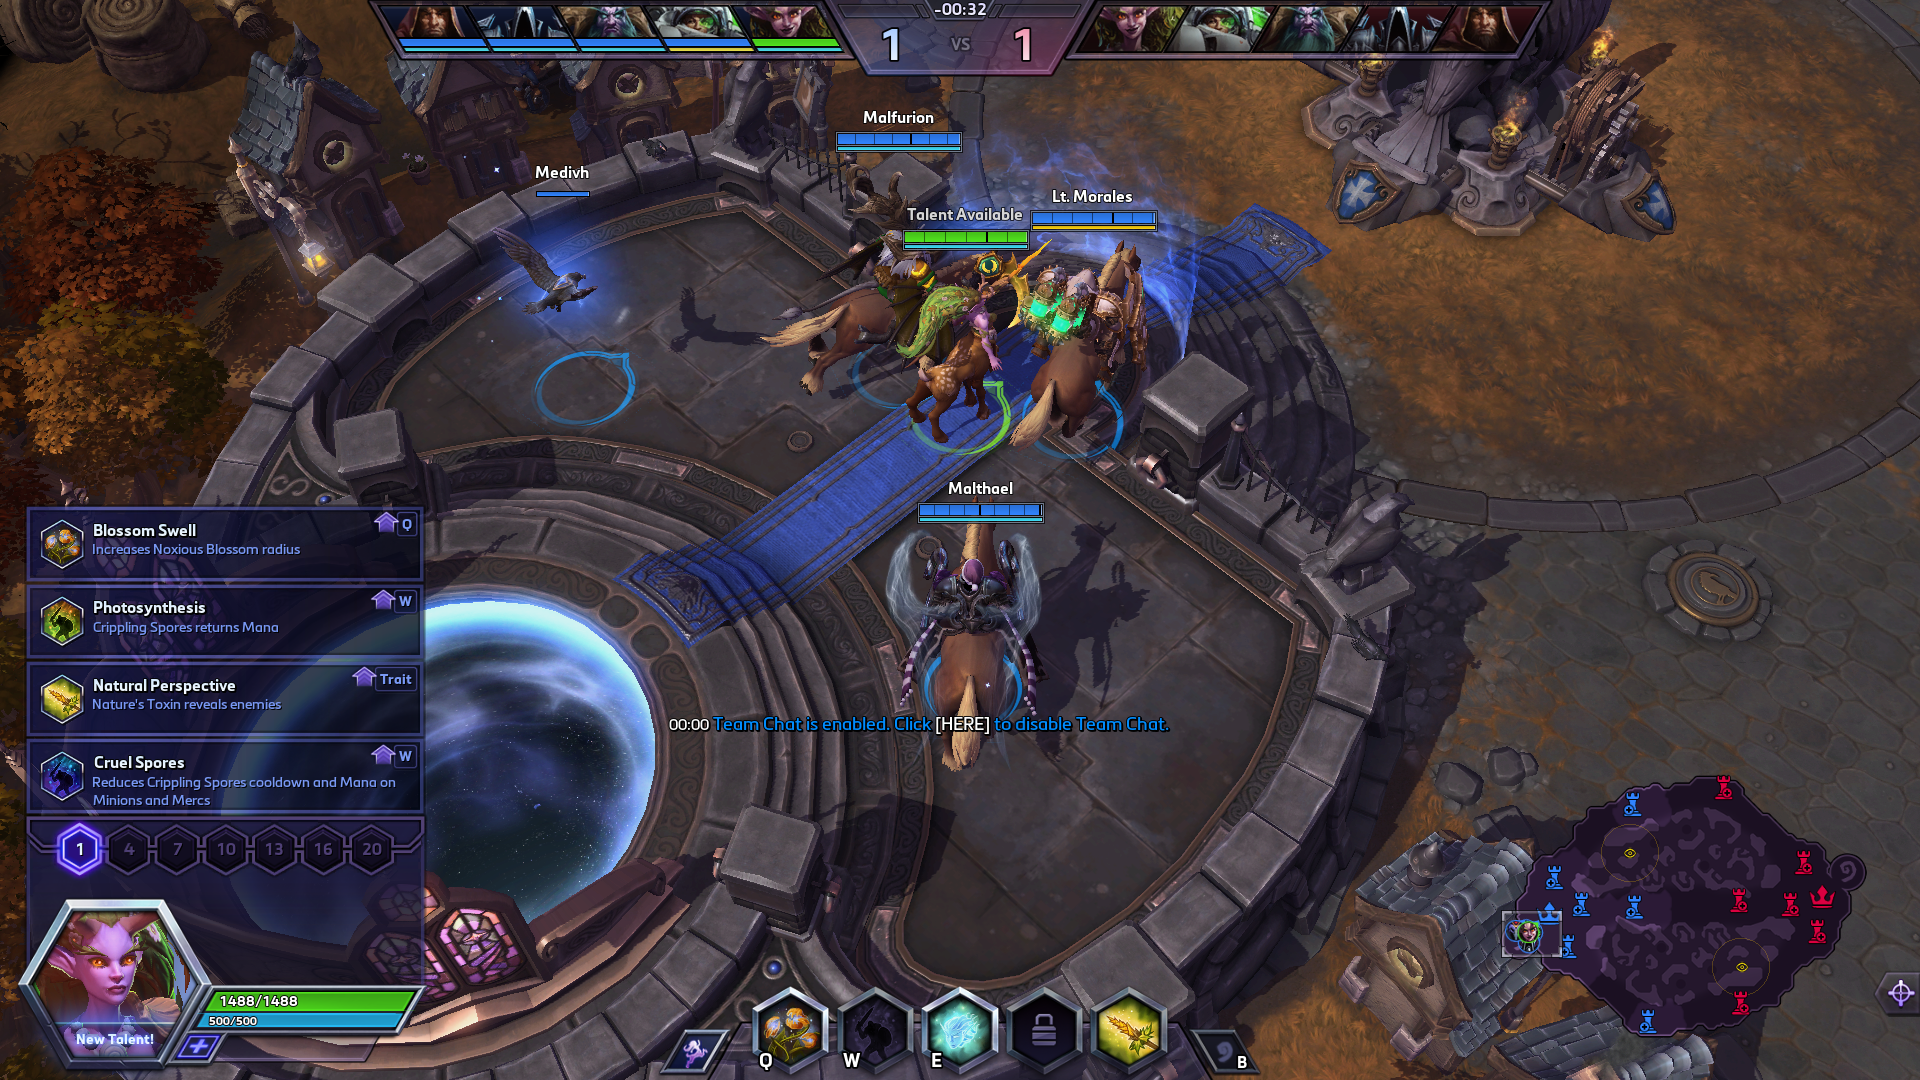 -00:32
1 VS 1
Malfurion
Medivh
Lt. Morales
Talent Available
Malthael
Blossom Swell
Q
Increases Noxious Blossom radius
Photosynthesis
W
Crippling Spores returns Mana
Natural Perspective
Trait
Nature's Toxin reveals enemies
Cruel Spores
W
Reduces Crippling Spores cooldown and Mana on
Minions and Mercs
00:00 Team Chat is enabled. Click [HERE] to disable Team Chat.
1 4 7 10 13 16 20
1488/1488
500/500
New Talent!
Q W E B